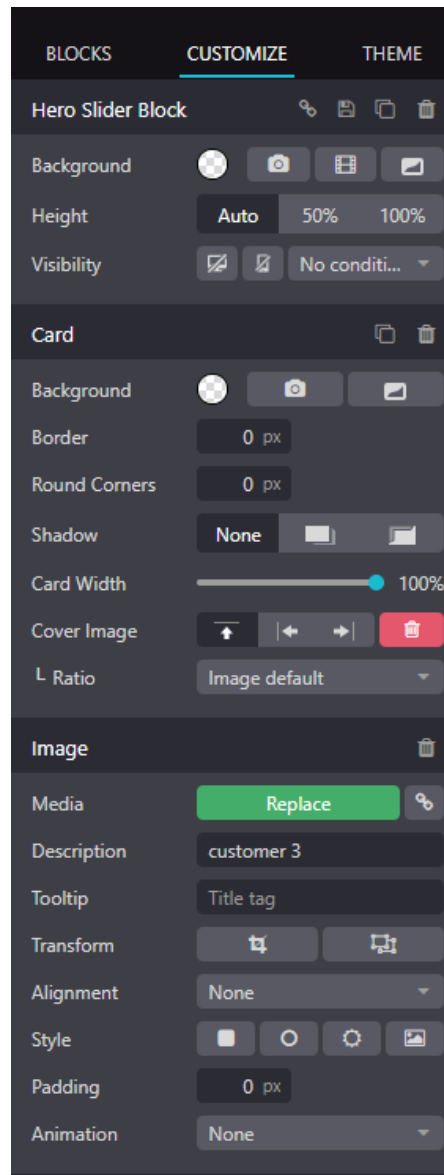 BLOCKS CUSTOMIZE THEME
Hero Slider Block
Background
Height Auto 50% 100%
Visibility No conditi...
Card
Background
Border 0 px
Round Corners 0 px
Shadow None
Card Width 100%
Cover Image
Ratio Image default
Image
Media Replace
Description customer 3
Tooltip Title tag
Transform
Alignment None
Style
Padding 0 px
Animation None